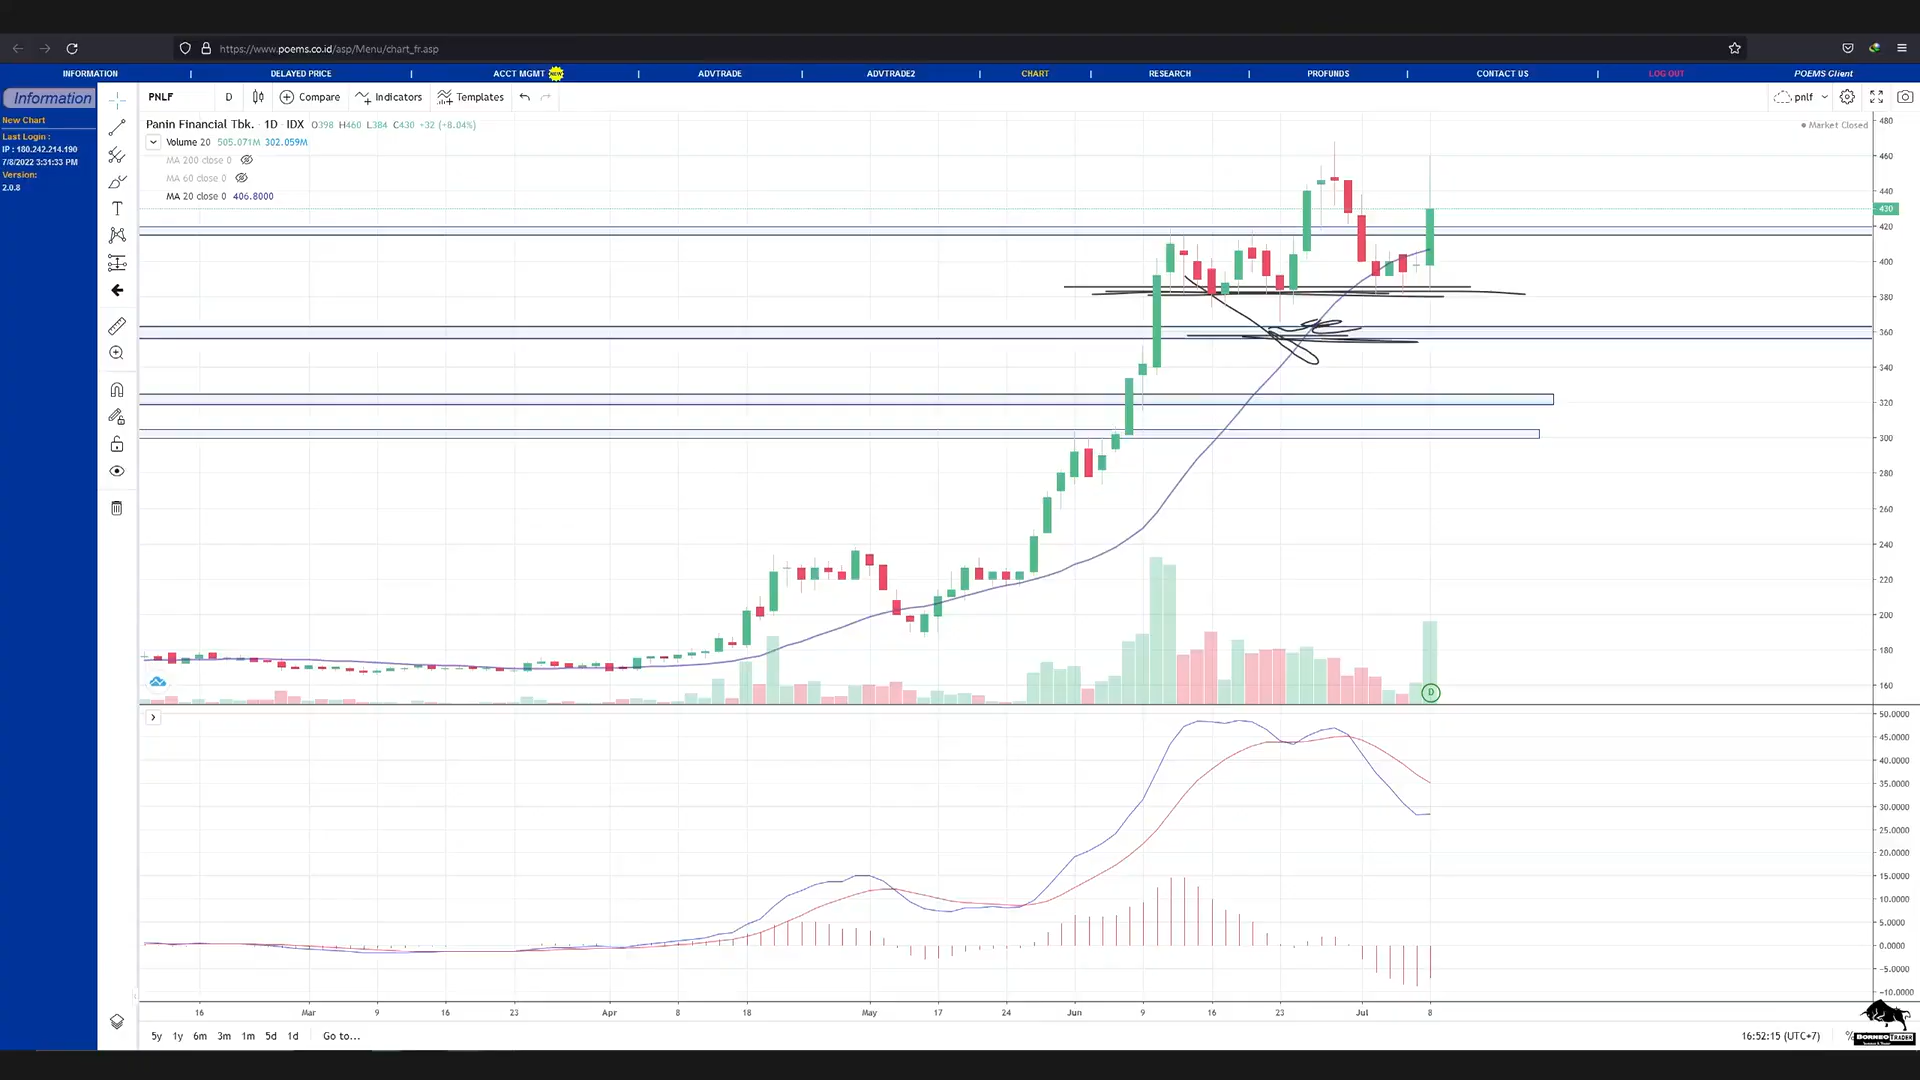 https://www.poems.co.id/asp/Menu/chart_fr.asp
INFORMATION | DELAYED PRICE | ACCT MGMT NEW | ADVTRADE | ADVTRADE2 | CHART | RESEARCH | PROFUNDS | CONTACT US | LOG OUT POEMS Client
Information
New Chart
Last Login :
IP : 180.242.214.190
7/8/2022 3:31:33 PM
Version:
2.0.8
PNLF D Compare Indicators Templates pnlf
Panin Financial Tbk. · 1D · IDX O398 H460 L384 C430 +32 (+8.04%)
Market Closed
Volume 20 505.071M 302.059M
MA 200 close 0
MA 60 close 0
MA 20 close 0 406.8000
480
460
440
430
420
400
380
360
340
320
300
280
260
240
220
200
180
160
D
50.0000
45.0000
40.0000
35.0000
30.0000
25.0000
20.0000
15.0000
10.0000
5.0000
0.0000
-5.0000
-10.0000
16 Mar 9 16 23 Apr 8 18 May 17 24 Jun 9 16 23 Jul 8
5y 1y 6m 3m 1m 5d 1d Go to...
16:52:15 (UTC+7) %
BORNEO TRADER